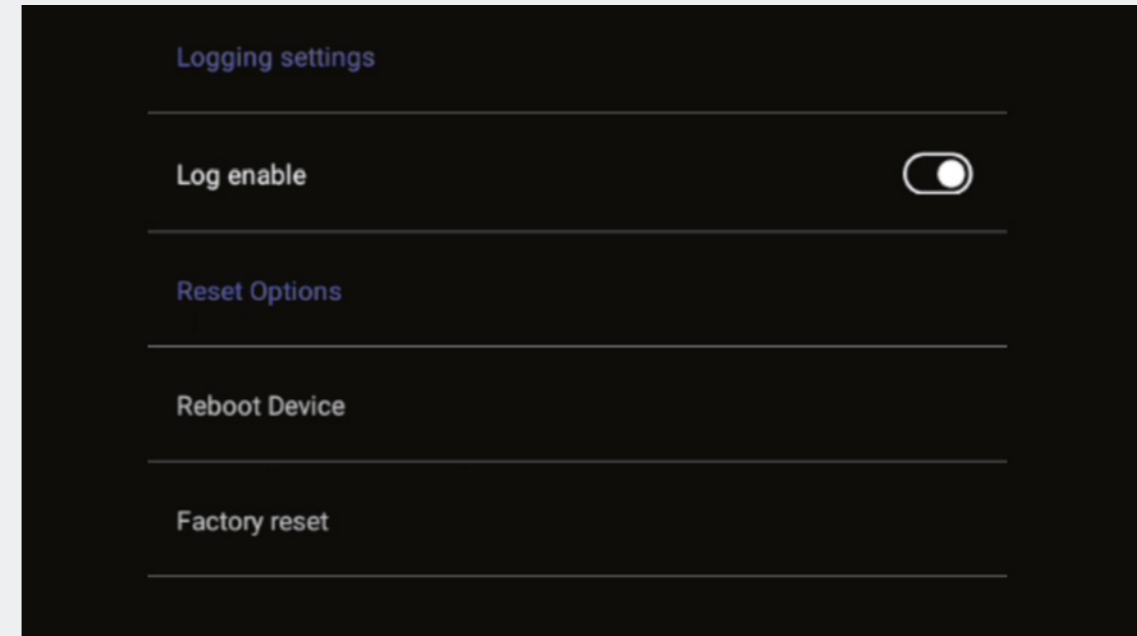 Logging settings
Log enable
Reset Options
Reboot Device
Factory reset